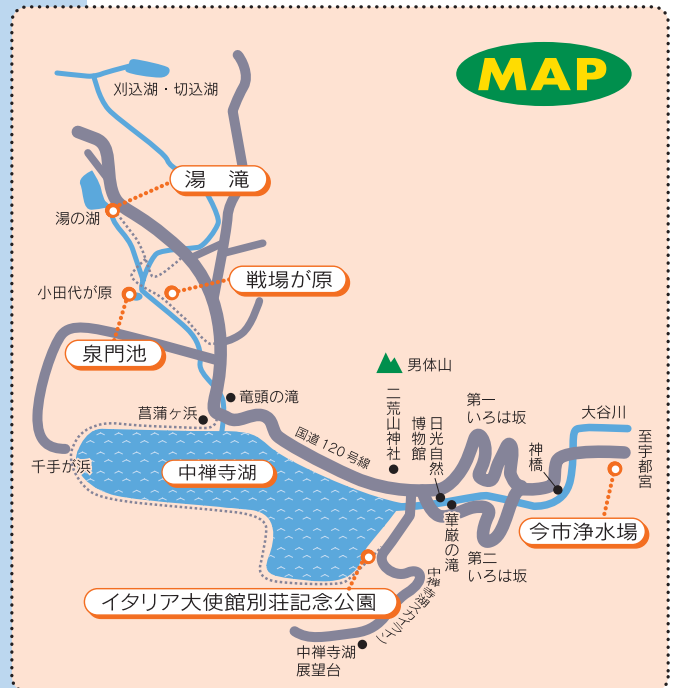 MAP
刈込湖・切込湖
湯　滝
湯の湖
戦場が原
小田代が原
泉門池
男体山
竜頭の滝
菖蒲ヶ浜
国道120号線
二荒山神社
日光自然
博物館
第一
いろは坂
大谷川
神橋
至宇都宮
千手が浜
中禅寺湖
今市浄水場
華厳の滝
第二
いろは坂
イタリア大使館別荘記念公園
中禅寺湖スカイライン
中禅寺湖
展望台